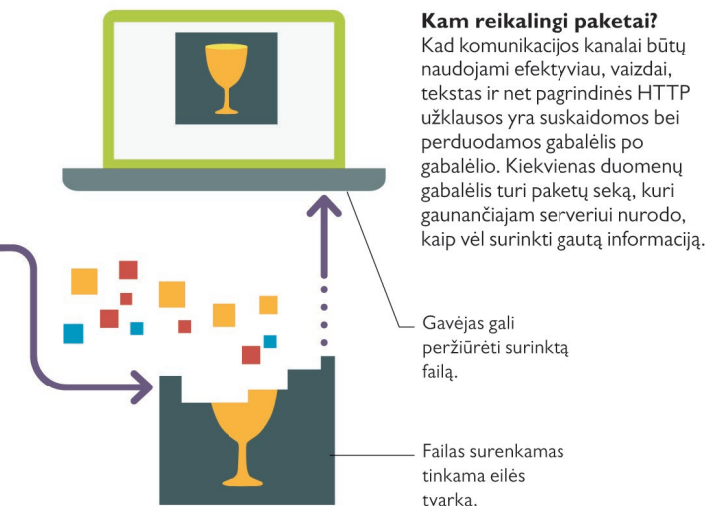 Kam reikalingi paketai?
Kad komunikacijos kanalai būtų
naudojami efektyviau, vaizdai,
tekstas ir net pagrindinės HTTP
užklausos yra suskaidomos bei
perduodamos gabalėlis po
gabalėlio. Kiekvienas duomenų
gabalėlis turi paketų seką, kuri
gaunančiajam serveriui nurodo,
kaip vėl surinkti gautą informaciją.
Gavėjas gali
peržiūrėti surinktą
failą.
Failas surenkamas
tinkama eilės
tvarka.